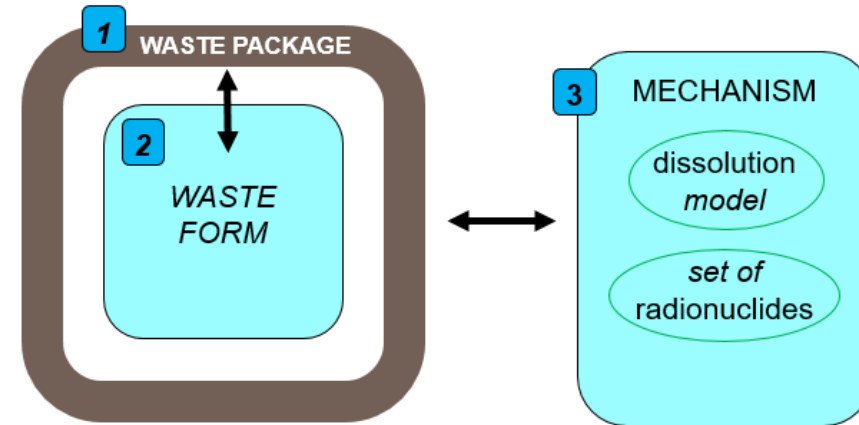 1
WASTE PACKAGE
2
WASTE
FORM
3
MECHANISM
dissolution
model
set of
radionuclides